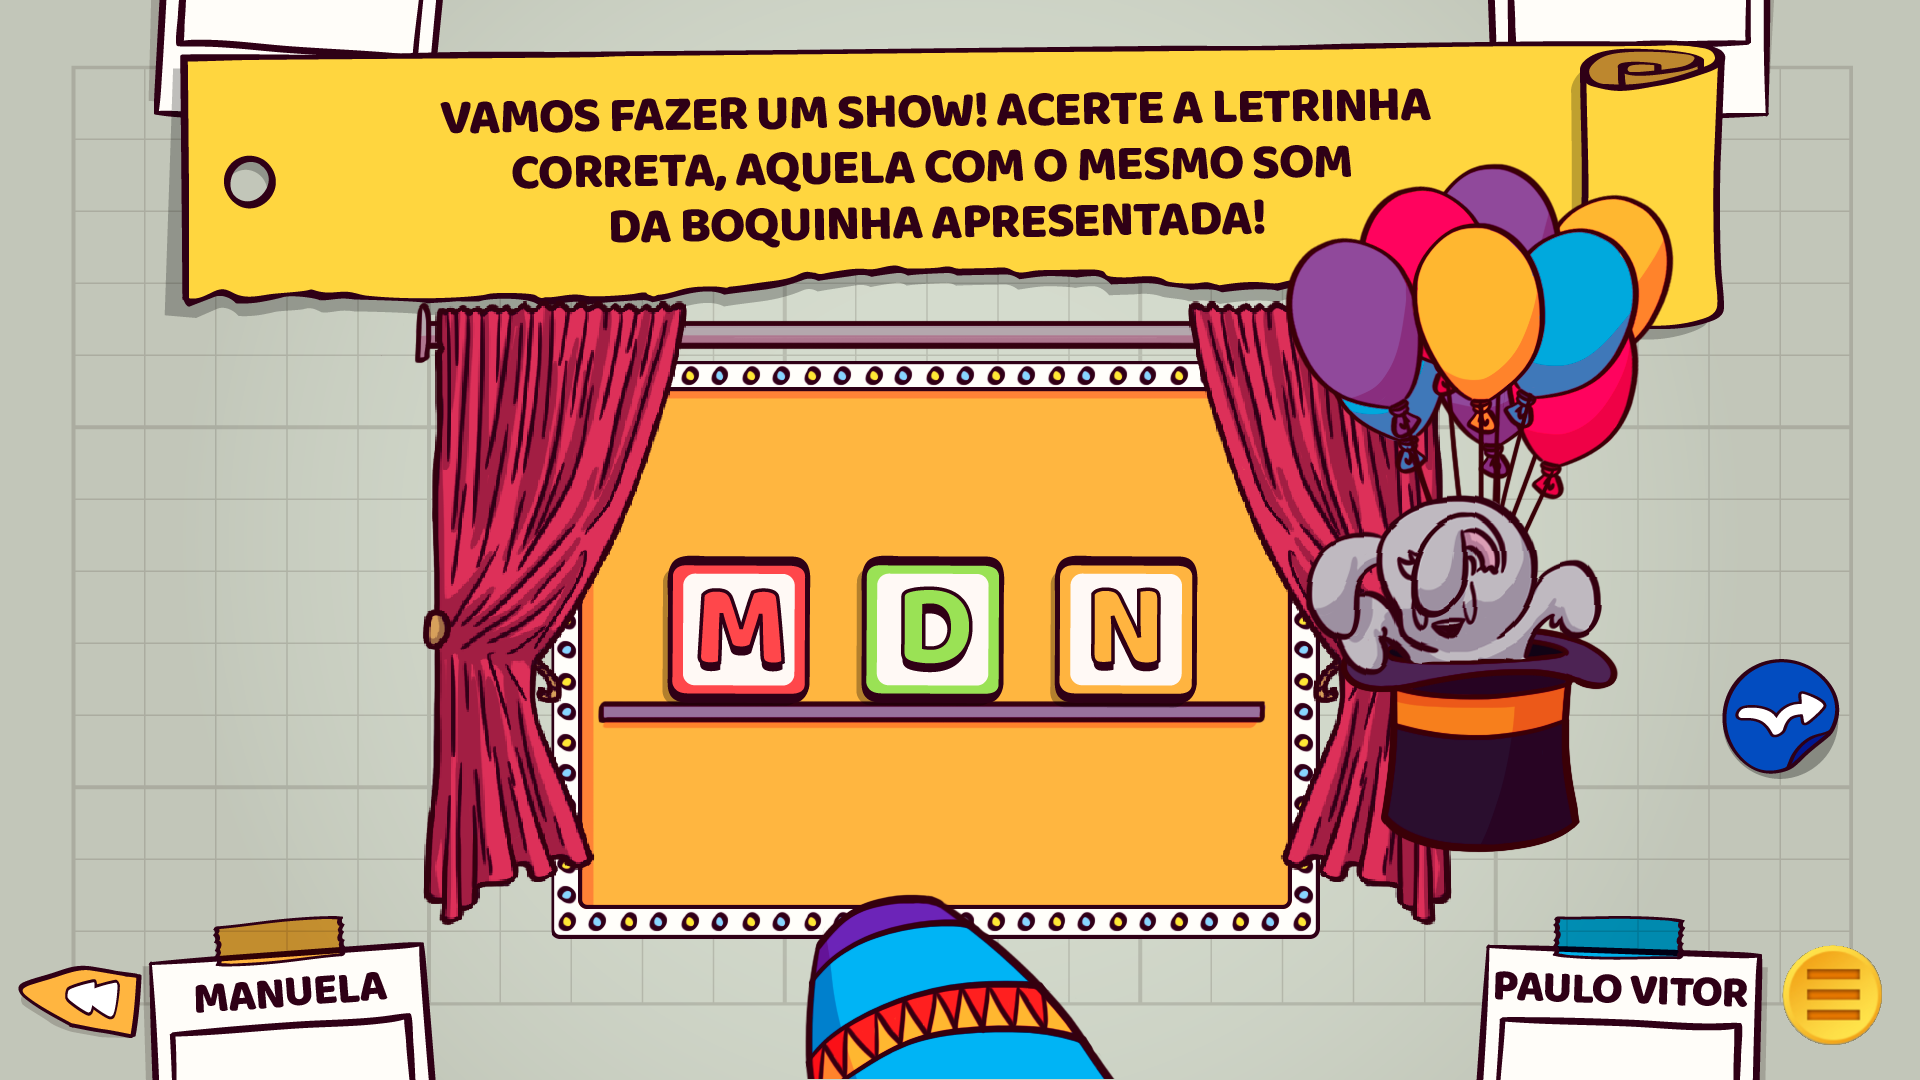 VAMOS FAZER UM SHOW! ACERTE A LETRINHA
CORRETA, AQUELA COM O MESMO SOM
DA BOQUINHA APRESENTADA!
M D N
MANUELA
PAULO VITOR